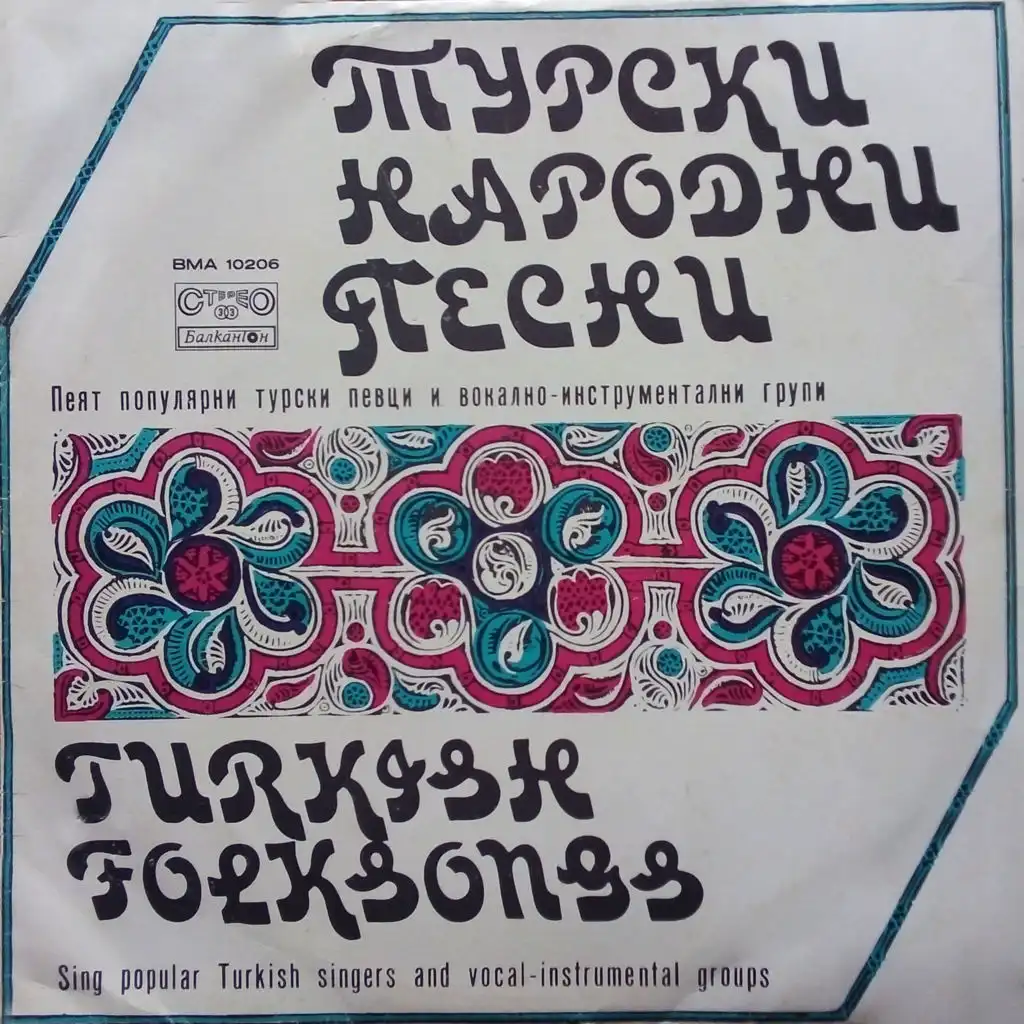 ТУРСКИ
НАРОДНИ
ПЕСНИ
ВМА 10206
СТЕРЕО
33
Балкантон
Пеят популярни турски певци и вокално-инструментални групи
TURKISH
FOLKSONGS
Sing popular Turkish singers and vocal-instrumental groups